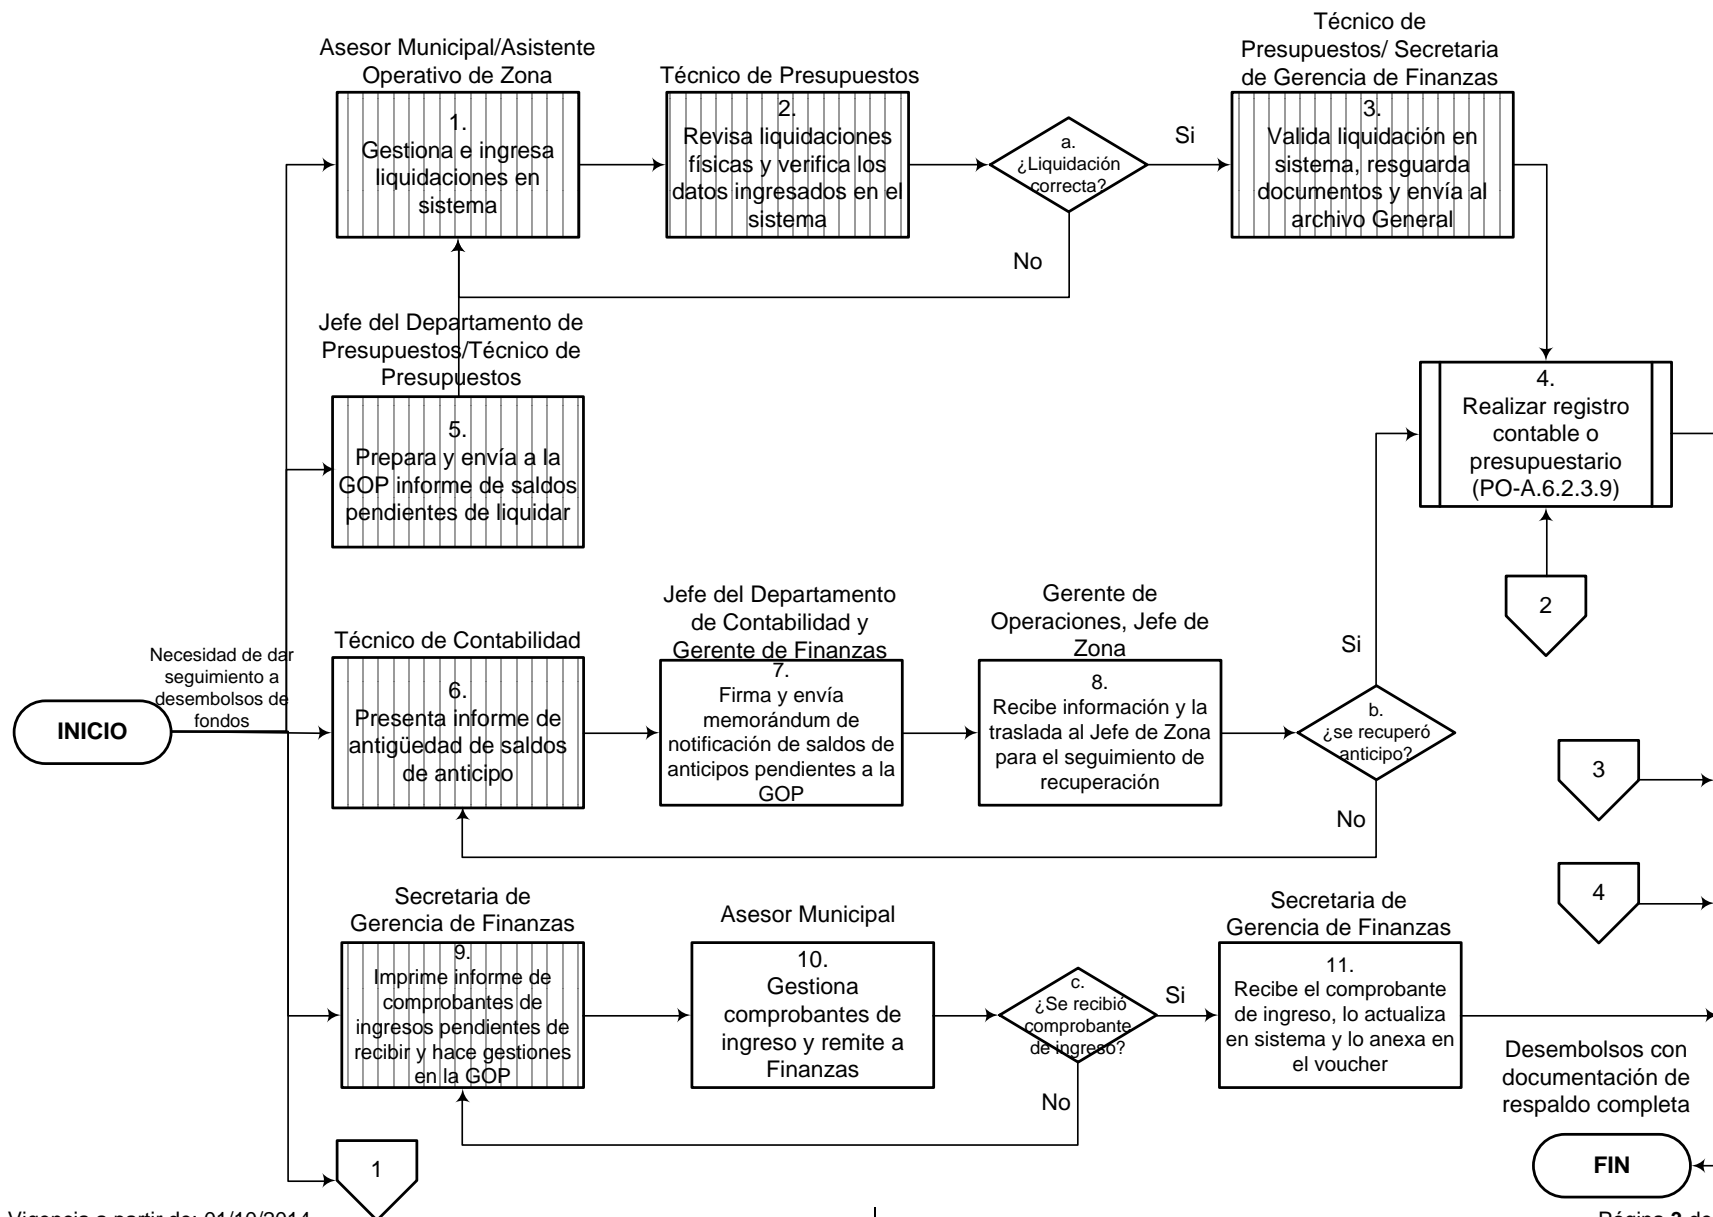 Técnico de
Presupuestos/ Secretaria
de Gerencia de Finanzas
Asesor Municipal/Asistente
Operativo de Zona
Técnico de Presupuestos
1.
Gestiona e ingresa
liquidaciones en
sistema
2.
Revisa liquidaciones
físicas y verifica los
datos ingresados en el
sistema
a.
¿Liquidación
correcta?
Si
No
3.
Valida liquidación en
sistema, resguarda
documentos y envía al
archivo General
Jefe del Departamento de
Presupuestos/Técnico de
Presupuestos
5.
Prepara y envía a la
GOP informe de saldos
pendientes de liquidar
4.
Realizar registro
contable o
presupuestario
(PO-A.6.2.3.9)
2
Necesidad de dar
seguimiento a
desembolsos de
fondos
INICIO
Técnico de Contabilidad
6.
Presenta informe de
antigüedad de saldos
de anticipo
Jefe del Departamento
de Contabilidad y
Gerente de Finanzas
7.
Firma y envía
memorándum de
notificación de saldos de
anticipos pendientes a la
GOP
Gerente de
Operaciones, Jefe de
Zona
8.
Recibe información y la
traslada al Jefe de Zona
para el seguimiento de
recuperación
Si
b.
¿se recuperó
anticipo?
No
3
4
Secretaria de
Gerencia de Finanzas
9.
Imprime informe de
comprobantes de
ingresos pendientes de
recibir y hace gestiones
en la GOP
Asesor Municipal
10.
Gestiona
comprobantes de
ingreso y remite a
Finanzas
c.
¿Se recibió
comprobante
de ingreso?
Si
No
Secretaria de
Gerencia de Finanzas
11.
Recibe el comprobante
de ingreso, lo actualiza
en sistema y lo anexa en
el voucher
Desembolsos con
documentación de
respaldo completa
FIN
1
Vigencia a partir de: 01/10/2014
Página 3 de